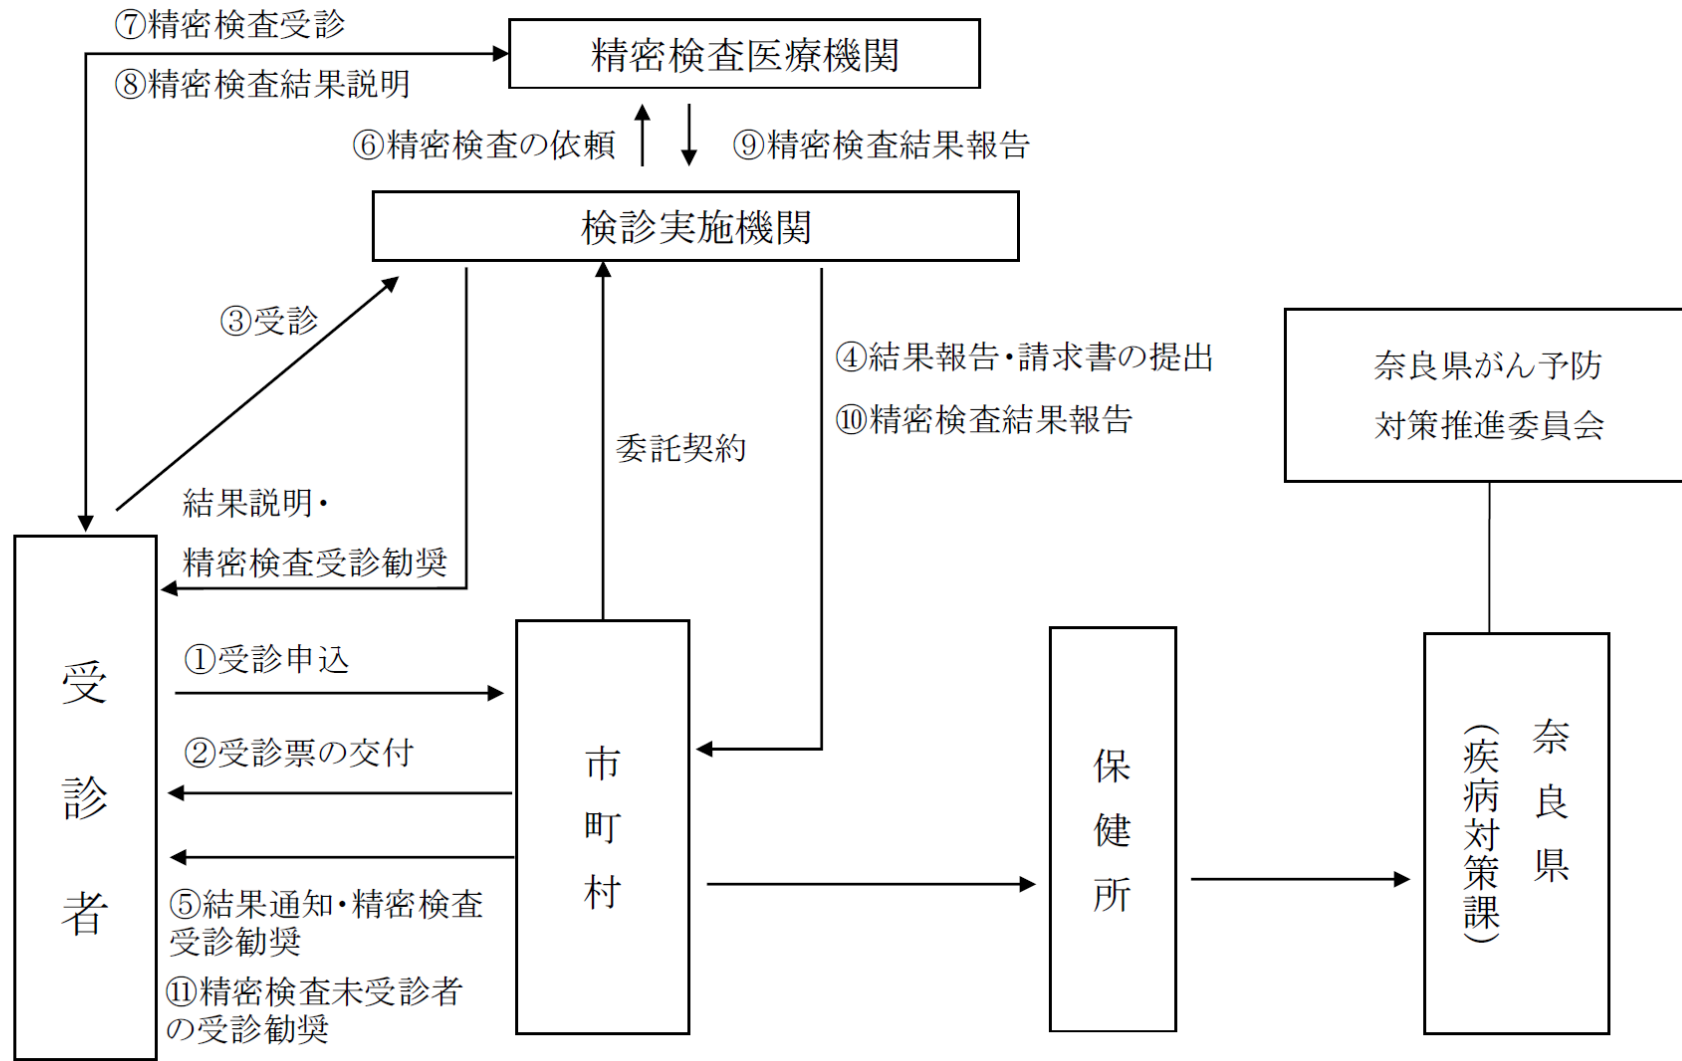 ⑦精密検査受診
精密検査医療機関
⑧精密検査結果説明
⑥精密検査の依頼
⑨精密検査結果報告
検診実施機関
③受診
④結果報告・請求書の提出
⑩精密検査結果報告
奈良県がん予防
対策推進委員会
委託契約
結果説明・
精密検査受診勧奨
受診者
①受診申込
②受診票の交付
⑤結果通知・精密検査
受診勧奨
⑪精密検査未受診者
の受診勧奨
市町村
保健所
奈良県
(疾病対策課)